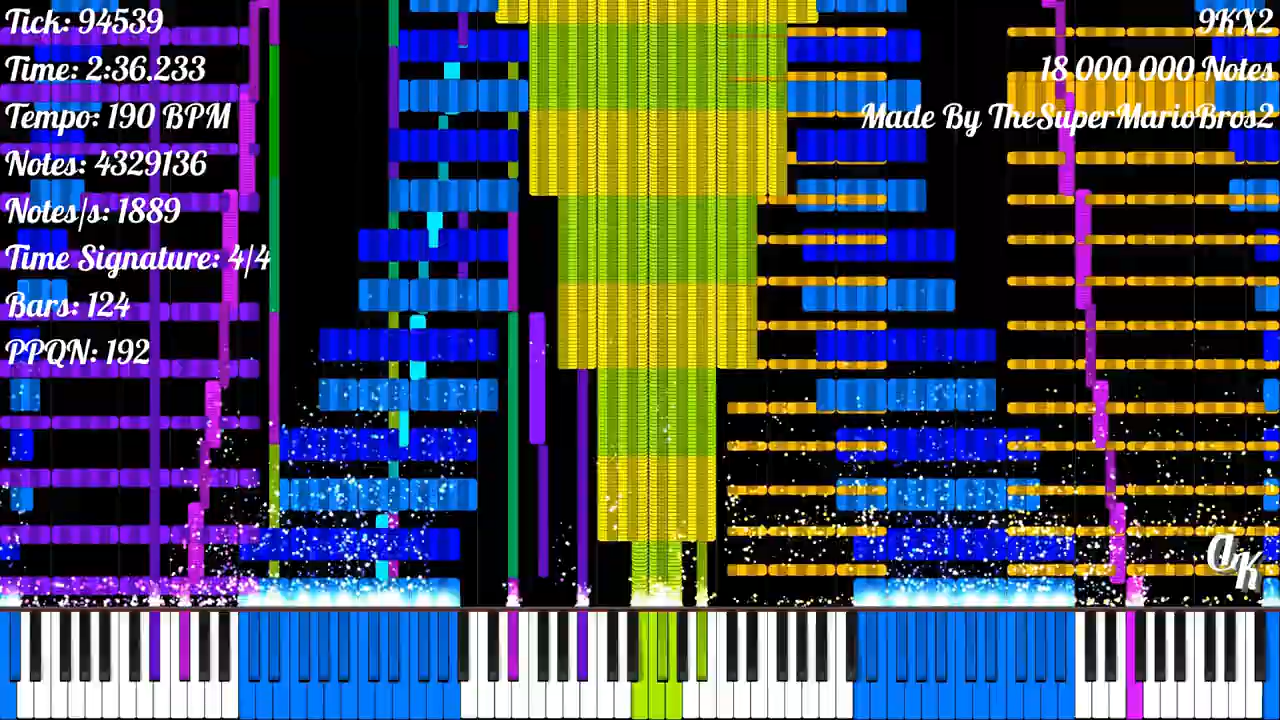 Tick: 94539
Time: 2:36.233
Tempo: 190 BPM
Notes: 4329136
Notes/s: 1889
Time Signature: 4/4
Bars: 124
PPQN: 192
9KX2
18 000 000 Notes
Made By TheSuperMarioBros2